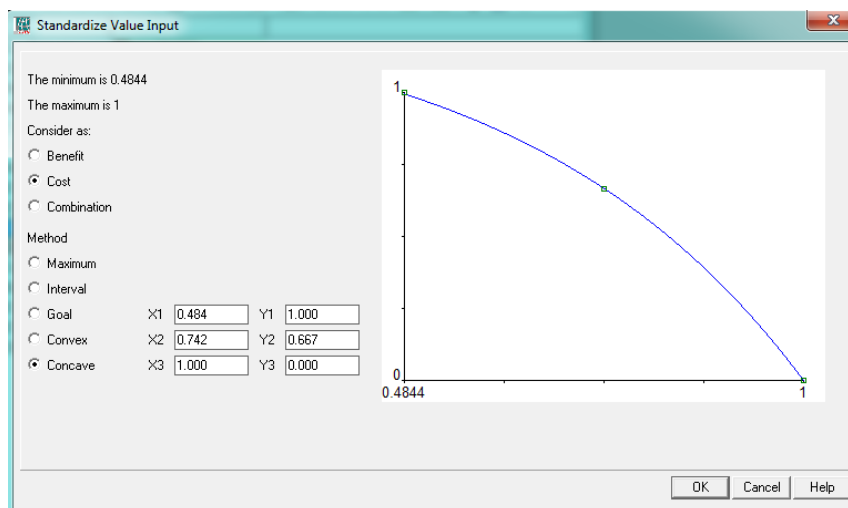 Standardize Value Input
The minimum is 0.4844
The maximum is 1
Consider as:
Benefit
Cost
Combination
Method
Maximum
Interval
Goal X1 0.484 Y1 1.000
Convex X2 0.742 Y2 0.667
Concave X3 1.000 Y3 0.000
1
0
0.4844 1
OK Cancel Help